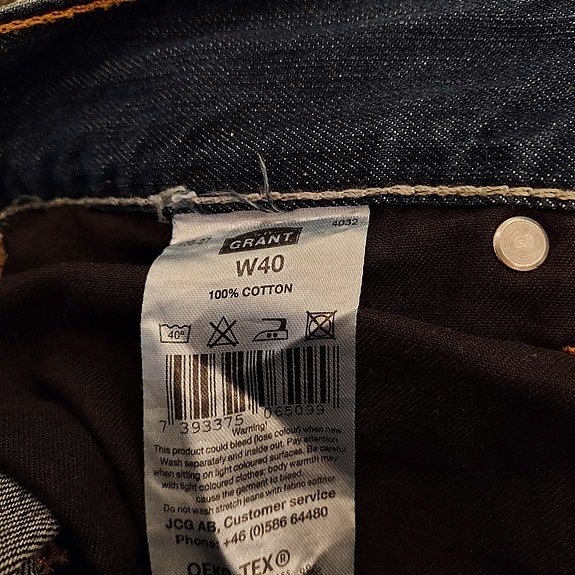 4032
GRANT
W40
100% COTTON
40°
7 393375 065099
Warning!
This product could bleed (lose colour) when new.
Wash separately and inside out. Pay attention
when sitting on light coloured surfaces. Be careful
with light coloured clothes; body warmth may
cause the garment to bleed.
Do not wash stretch jeans with fabric softner.
JCG AB, Customer service
Phone: +46 (0)586 64480
OEKO-TEX®